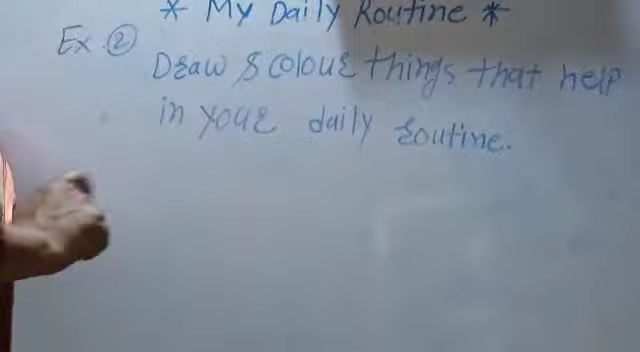 * My Daily Routine *
Ex. ②
Draw & colour things that help
in your daily routine.